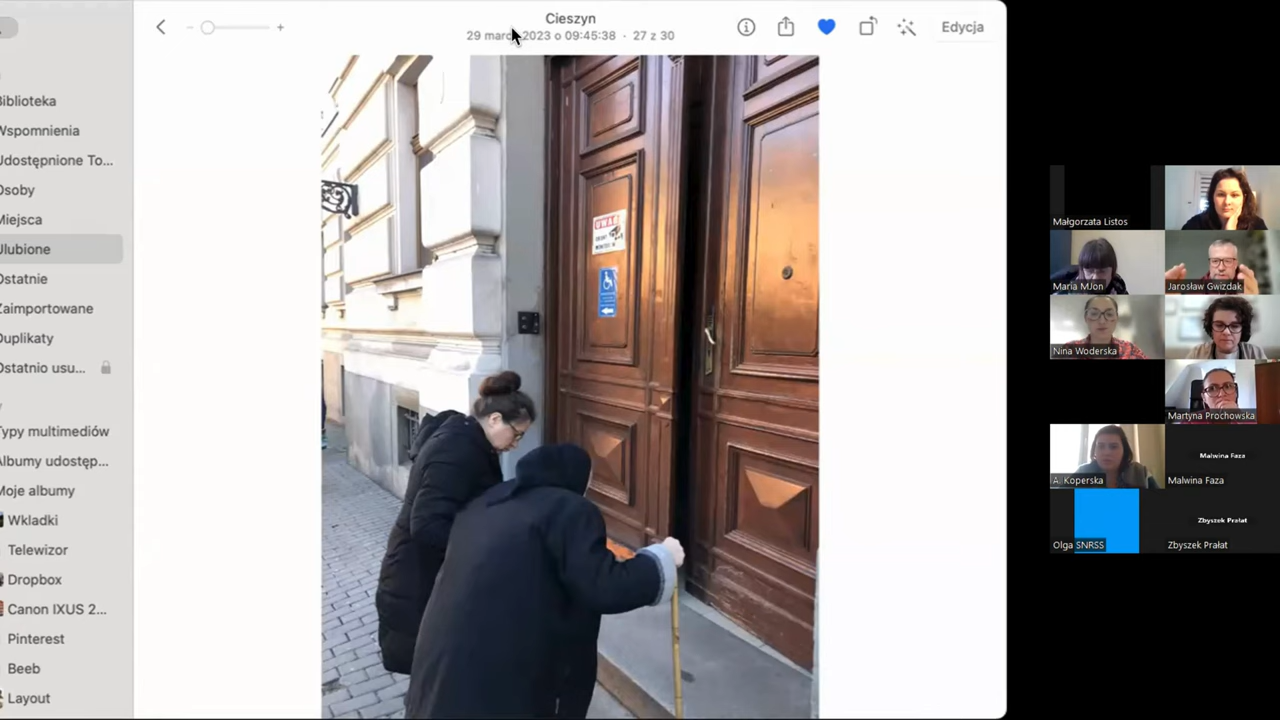 Cieszyn
29 marca 2023 o 09:45:38 · 27 z 30
Edycja
Biblioteka
Wspomnienia
Udostępnione To...
Osoby
Miejsca
Ulubione
Ostatnie
Zaimportowane
Duplikaty
Ostatnio usu...
Typy multimediów
Albumy udostęp...
Moje albumy
Wkładki
Telewizor
Dropbox
Canon IXUS 2...
Pinterest
Beeb
Layout
UWAGA
Małgorzata Listos
Maria MJon
Jarosław Gwizdak
Nina Woderska
Martyna Prochowska
A. Koperska
Malwina Faza
Malwina Faza
Olga SNRSS
Zbyszek Prałat
Zbyszek Prałat